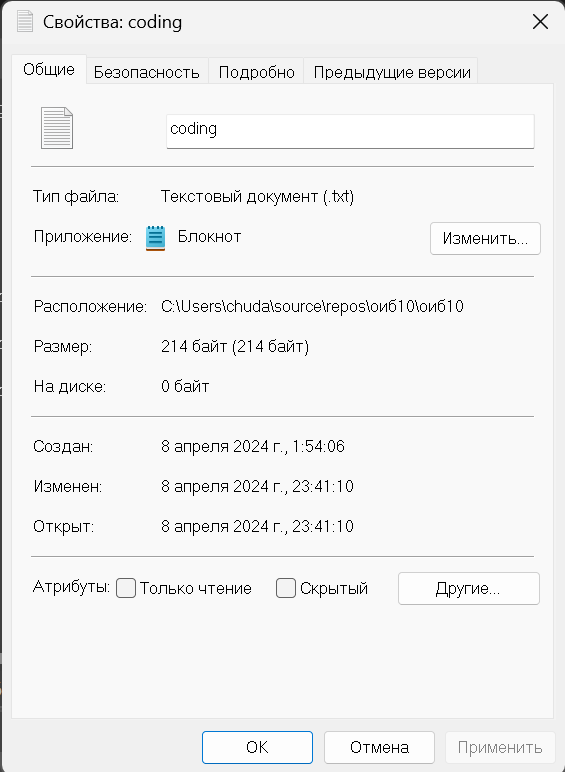 Свойства: coding
Общие Безопасность Подробно Предыдущие версии
coding
Тип файла: Текстовый документ (.txt)
Приложение: Блокнот Изменить...
Расположение: C:\Users\chuda\source\repos\оиб10\оиб10
Размер: 214 байт (214 байт)
На диске: 0 байт
Создан: 8 апреля 2024 г., 1:54:06
Изменен: 8 апреля 2024 г., 23:41:10
Открыт: 8 апреля 2024 г., 23:41:10
Атрибуты: Только чтение Скрытый Другие...
ОК Отмена Применить